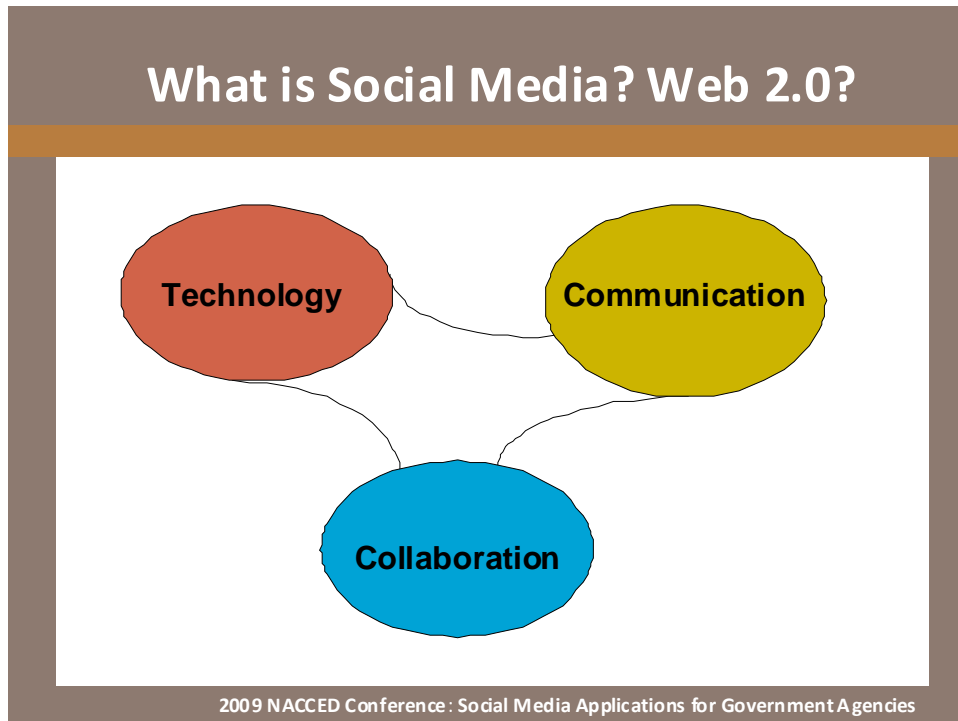 What is Social Media? Web 2.0?
Technology
Communication
Collaboration
2009 NACCED Conference: Social Media Applications for Government Agencies